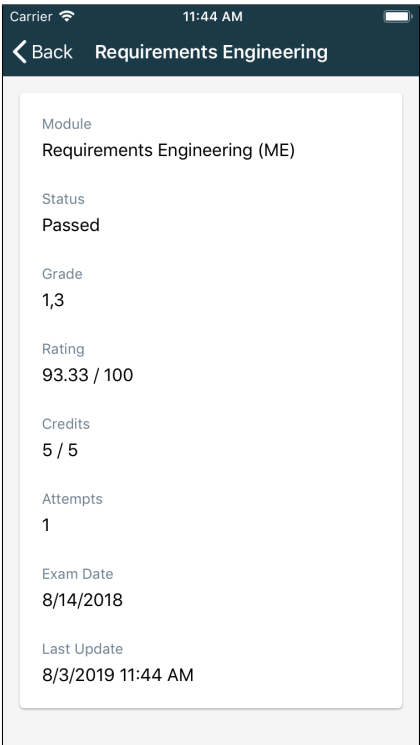 Carrier 11:44 AM
Back Requirements Engineering
Module
Requirements Engineering (ME)
Status
Passed
Grade
1,3
Rating
93.33 / 100
Credits
5 / 5
Attempts
1
Exam Date
8/14/2018
Last Update
8/3/2019 11:44 AM